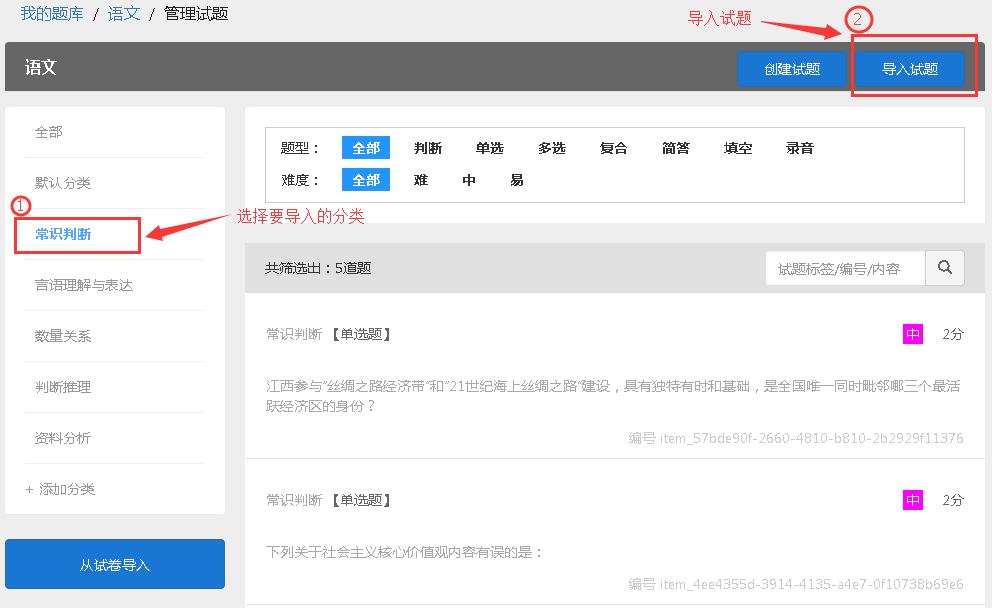 我的题库 / 语文 / 管理试题
导入试题 ②
语文
创建试题 导入试题
全部
默认分类
①
常识判断
言语理解与表达
数量关系
判断推理
资料分析
+ 添加分类
从试卷导入
题型： 全部 判断 单选 多选 复合 简答 填空 录音
难度： 全部 难 中 易
选择要导入的分类
共筛选出：5道题
试题标签/编号/内容
常识判断 【单选题】 中 2分
江西参与“丝绸之路经济带”和“21世纪海上丝绸之路”建设，具有独特有时和基础，是全国唯一同时毗邻哪三个最活
跃经济区的身份？
编号 item_57bde90f-2660-4810-b810-2b2929f11376
常识判断 【单选题】 中 2分
下列关于社会主义核心价值观内容有误的是：
编号 item_4ee4355d-3914-4135-a4e7-0f10738b69e6